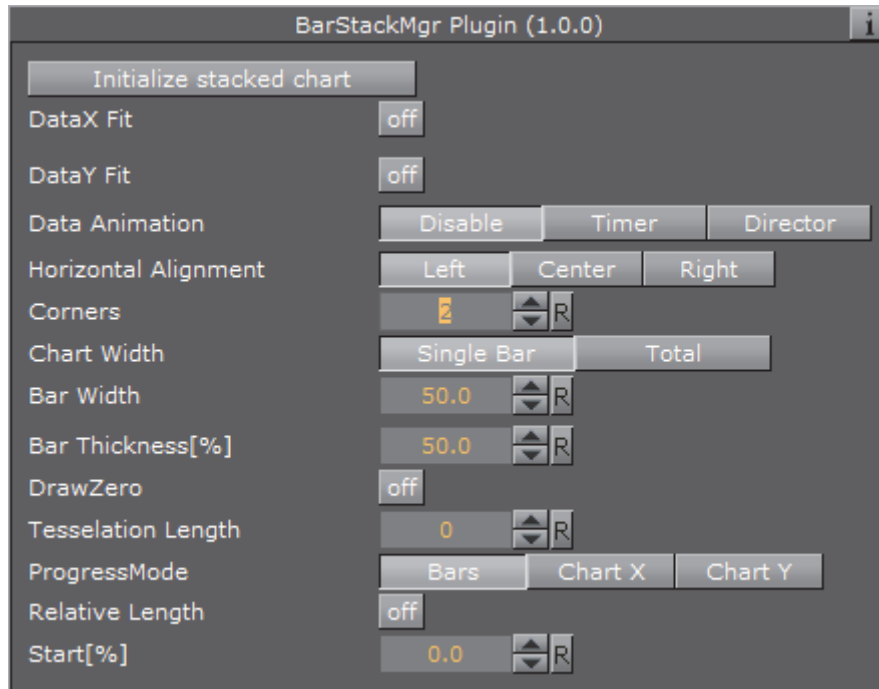 BarStackMgr Plugin (1.0.0) i
Initialize stacked chart
DataX Fit off
DataY Fit off
Data Animation Disable Timer Director
Horizontal Alignment Left Center Right
Corners 2 R
Chart Width Single Bar Total
Bar Width 50.0 R
Bar Thickness[%] 50.0 R
DrawZero off
Tesselation Length 0 R
ProgressMode Bars Chart X Chart Y
Relative Length off
Start[%] 0.0 R